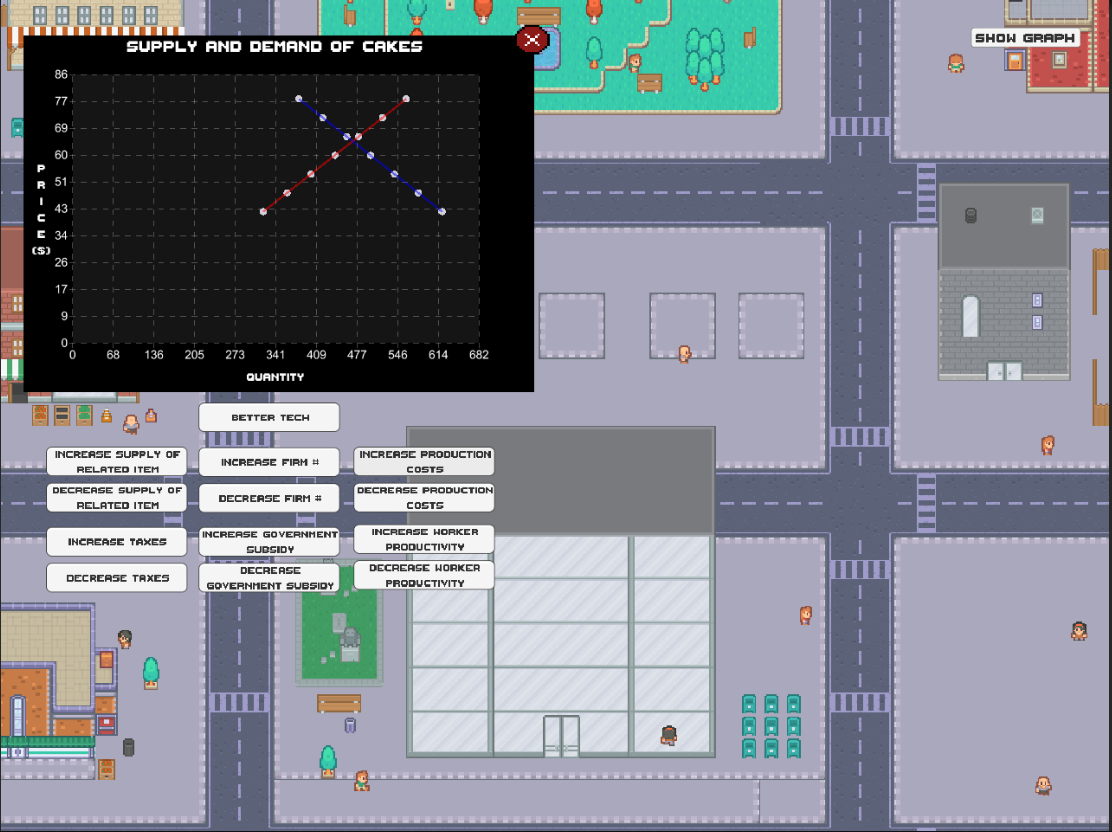 SUPPLY AND DEMAND OF CAKES
SHOW GRAPH
86
77
69
60
51
43
34
26
17
9
0
PRICE ($)
0 68 136 205 273 341 409 477 546 614 682
QUANTITY
BETTER TECH
INCREASE SUPPLY OF
RELATED ITEM
INCREASE FIRM #
INCREASE PRODUCTION
COSTS
DECREASE SUPPLY OF
RELATED ITEM
DECREASE FIRM #
DECREASE PRODUCTION
COSTS
INCREASE TAXES
INCREASE GOVERNMENT
SUBSIDY
INCREASE WORKER
PRODUCTIVITY
DECREASE TAXES
DECREASE
GOVERNMENT SUBSIDY
DECREASE WORKER
PRODUCTIVITY